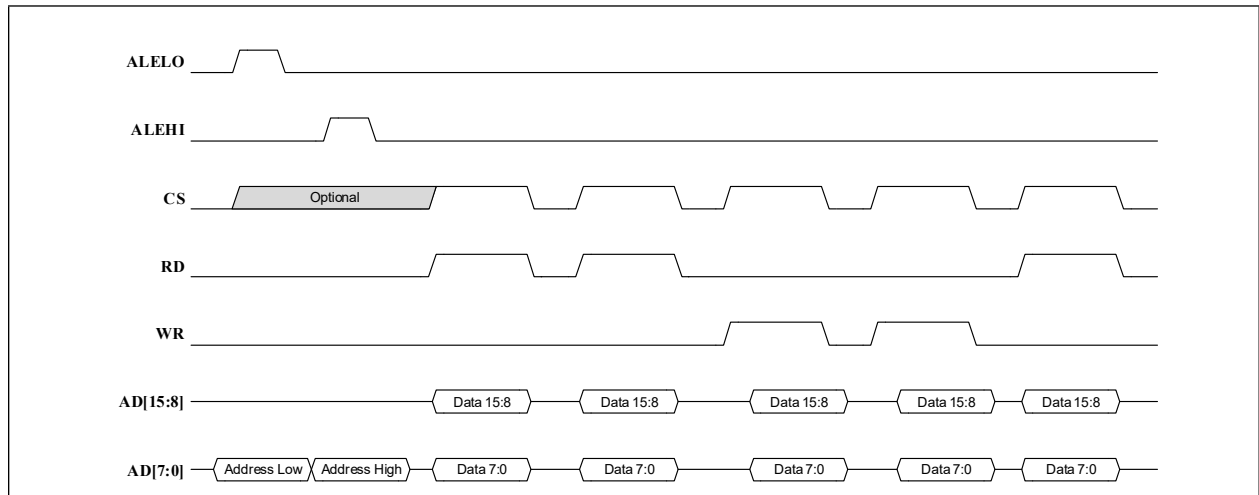 ALELO
ALEHI
CS Optional
RD
WR
AD[15:8] Data 15:8 Data 15:8 Data 15:8 Data 15:8 Data 15:8
AD[7:0] Address Low Address High Data 7:0 Data 7:0 Data 7:0 Data 7:0 Data 7:0